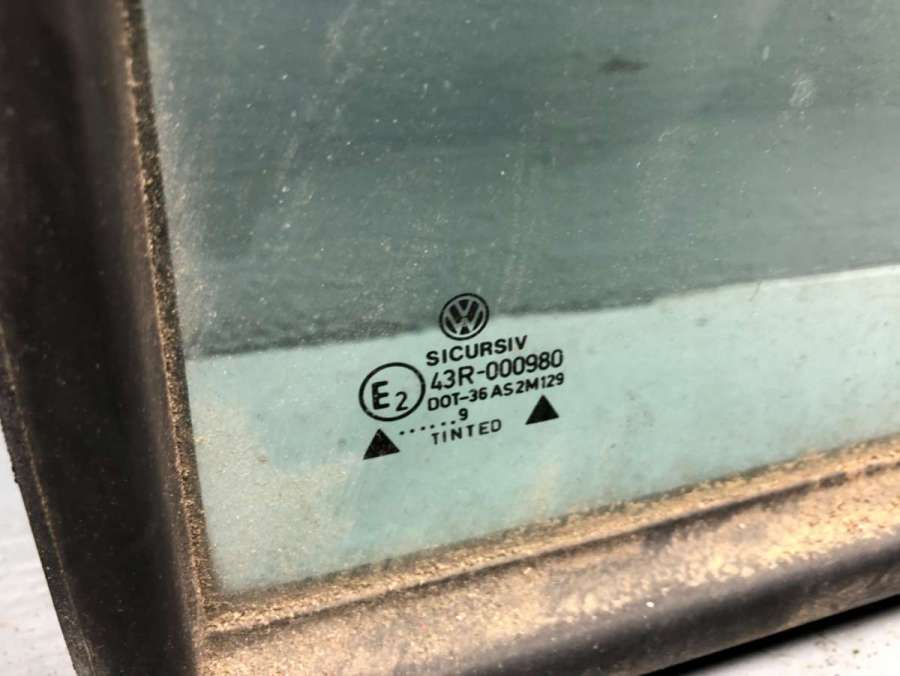 SICURSIV
E2 43R-000980
DOT-36 AS2M129
......9
TINTED